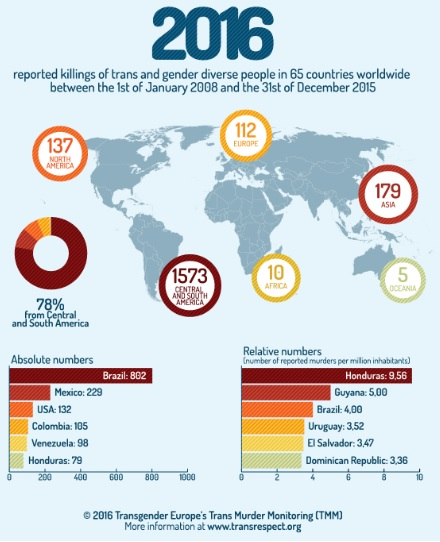 2016
reported killings of trans and gender diverse people in 65 countries worldwide
between the 1st of January 2008 and the 31st of December 2015
137
NORTH
AMERICA
112
EUROPE
179
ASIA
1573
CENTRAL
AND SOUTH
AMERICA
10
AFRICA
5
OCEANIA
78%
from Central
and South America
Absolute numbers
Brazil: 802
Mexico: 229
USA: 132
Colombia: 105
Venezuela: 98
Honduras: 79
0 200 400 600 800 1000
Relative numbers
(number of reported murders per million inhabitants)
Honduras: 9,56
Guyana: 5,00
Brazil: 4,00
Uruguay: 3,52
El Salvador: 3,47
Dominican Republic: 3,36
0 2 4 6 8 10
© 2016 Transgender Europe's Trans Murder Monitoring (TMM)
More information at www.transrespect.org